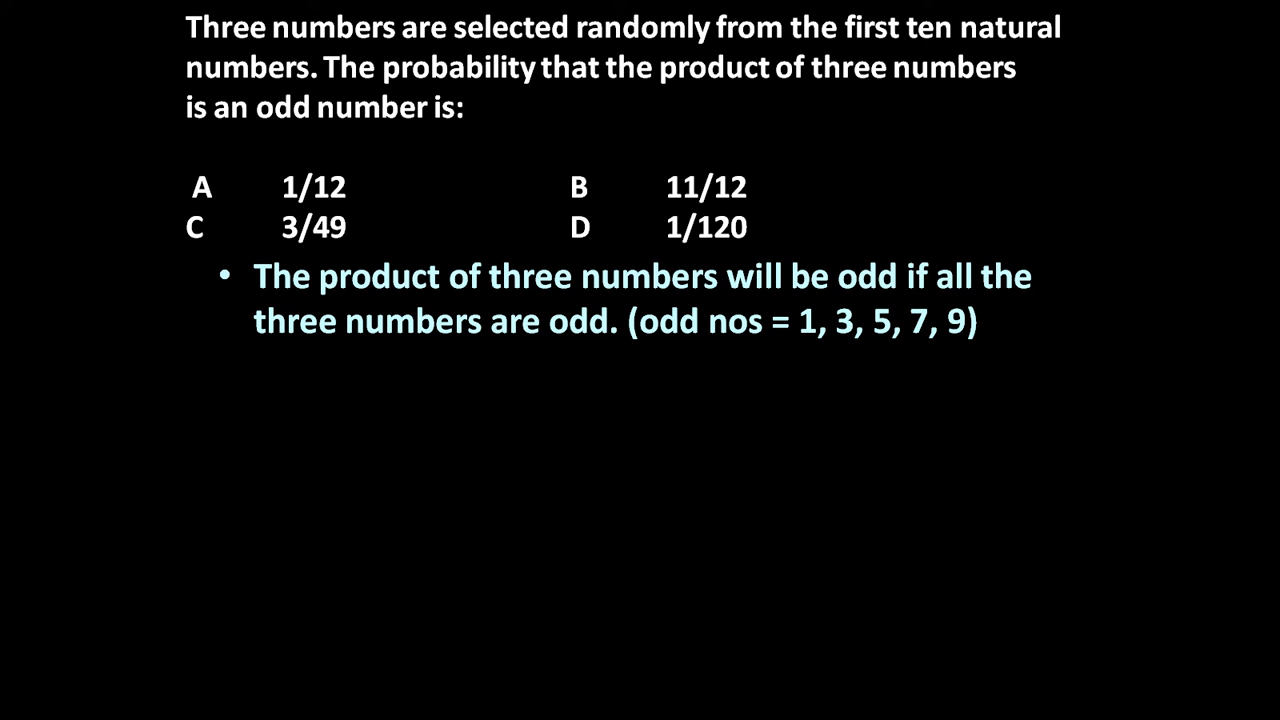 Three numbers are selected randomly from the first ten natural
numbers. The probability that the product of three numbers
is an odd number is:
A 1/12 B 11/12
C 3/49 D 1/120
• The product of three numbers will be odd if all the
three numbers are odd. (odd nos = 1, 3, 5, 7, 9)